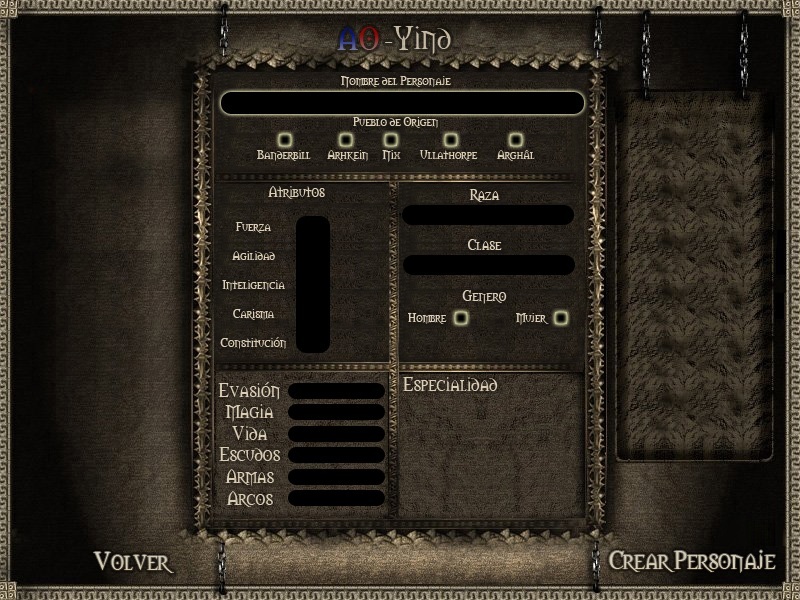 AO-Yind
Nombre del Personaje
Pueblo de Origen
Banderbill Arhkein Nix Ullathorpe Arghâl
Atributos
Fuerza
Agilidad
Inteligencia
Carisma
Constitución
Raza
Clase
Genero
Hombre Mujer
Evasión
Magia
Vida
Escudos
Armas
Arcos
Especialidad
Volver
Crear Personaje